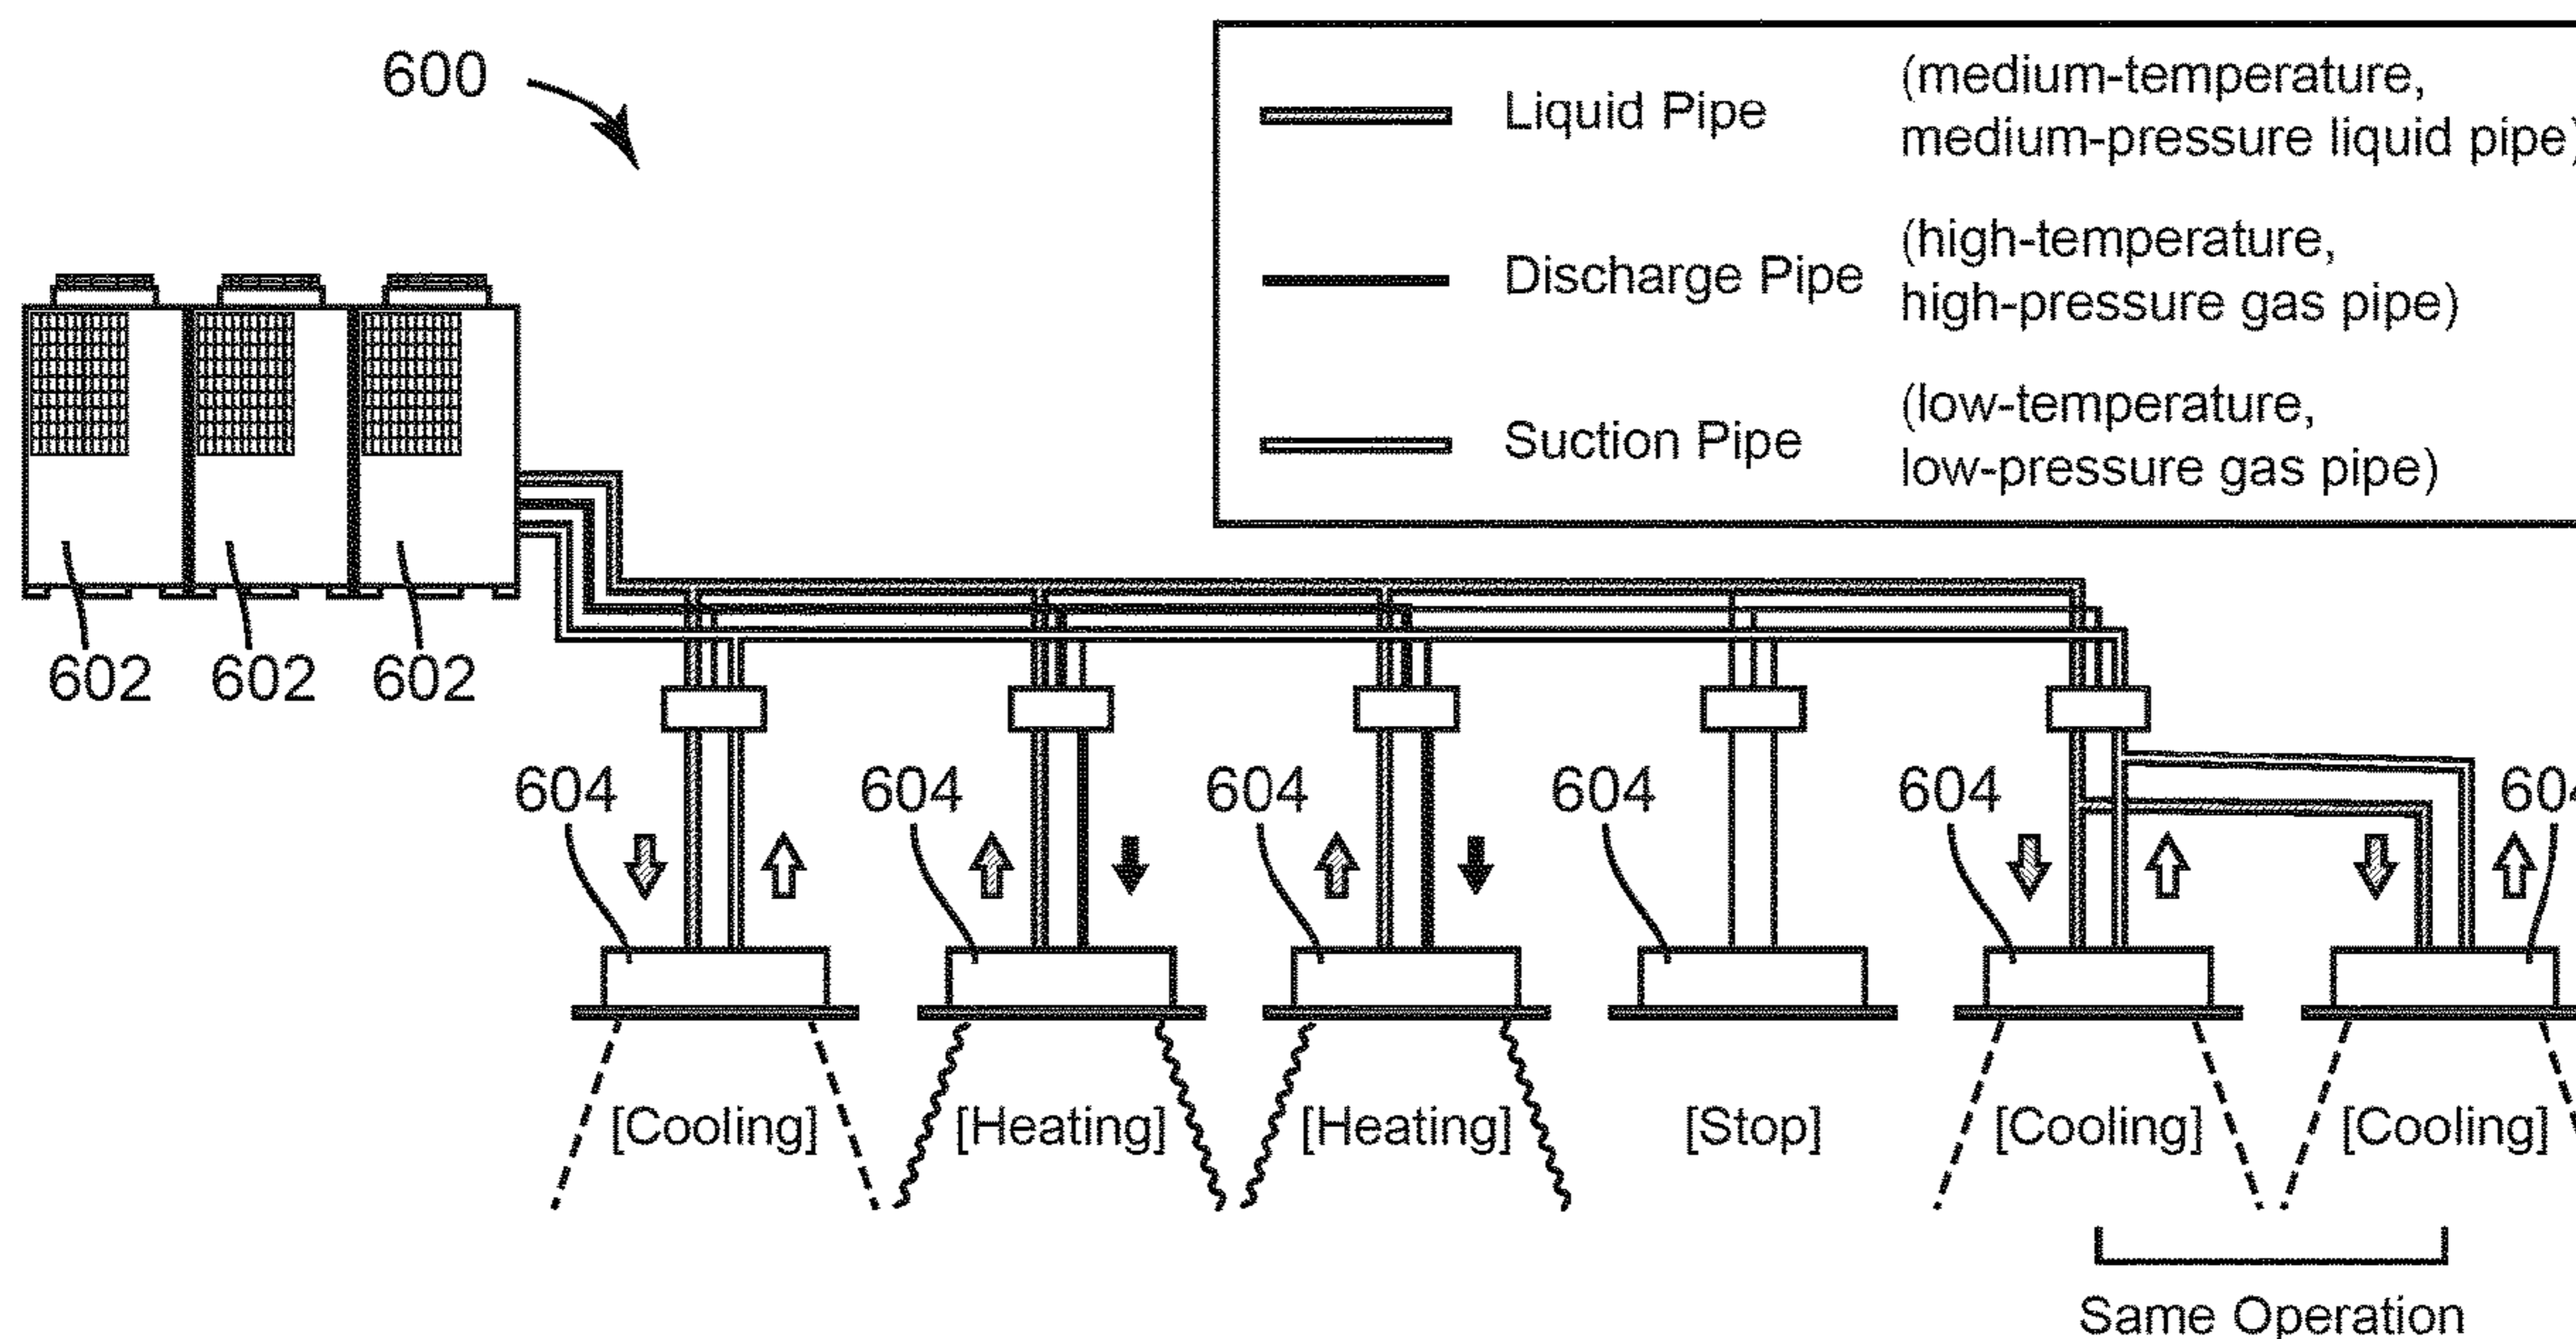 600
Liquid Pipe
(medium-temperature,
medium-pressure liquid pipe)
Discharge Pipe
(high-temperature,
high-pressure gas pipe)
Suction Pipe
(low-temperature,
low-pressure gas pipe)
602 602 602
604 604 604 604 604 604
[Cooling] [Heating] [Heating] [Stop] [Cooling] [Cooling]
Same Operation